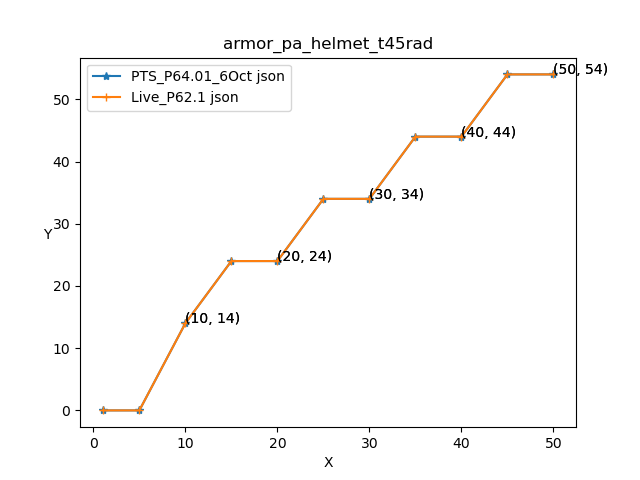 armor_pa_helmet_t45rad
PTS_P64.01_6Oct json
Live_P62.1 json
(50, 54)
(40, 44)
(30, 34)
(20, 24)
(10, 14)
50
40
30
20
10
0
Y
0 10 20 30 40 50
X